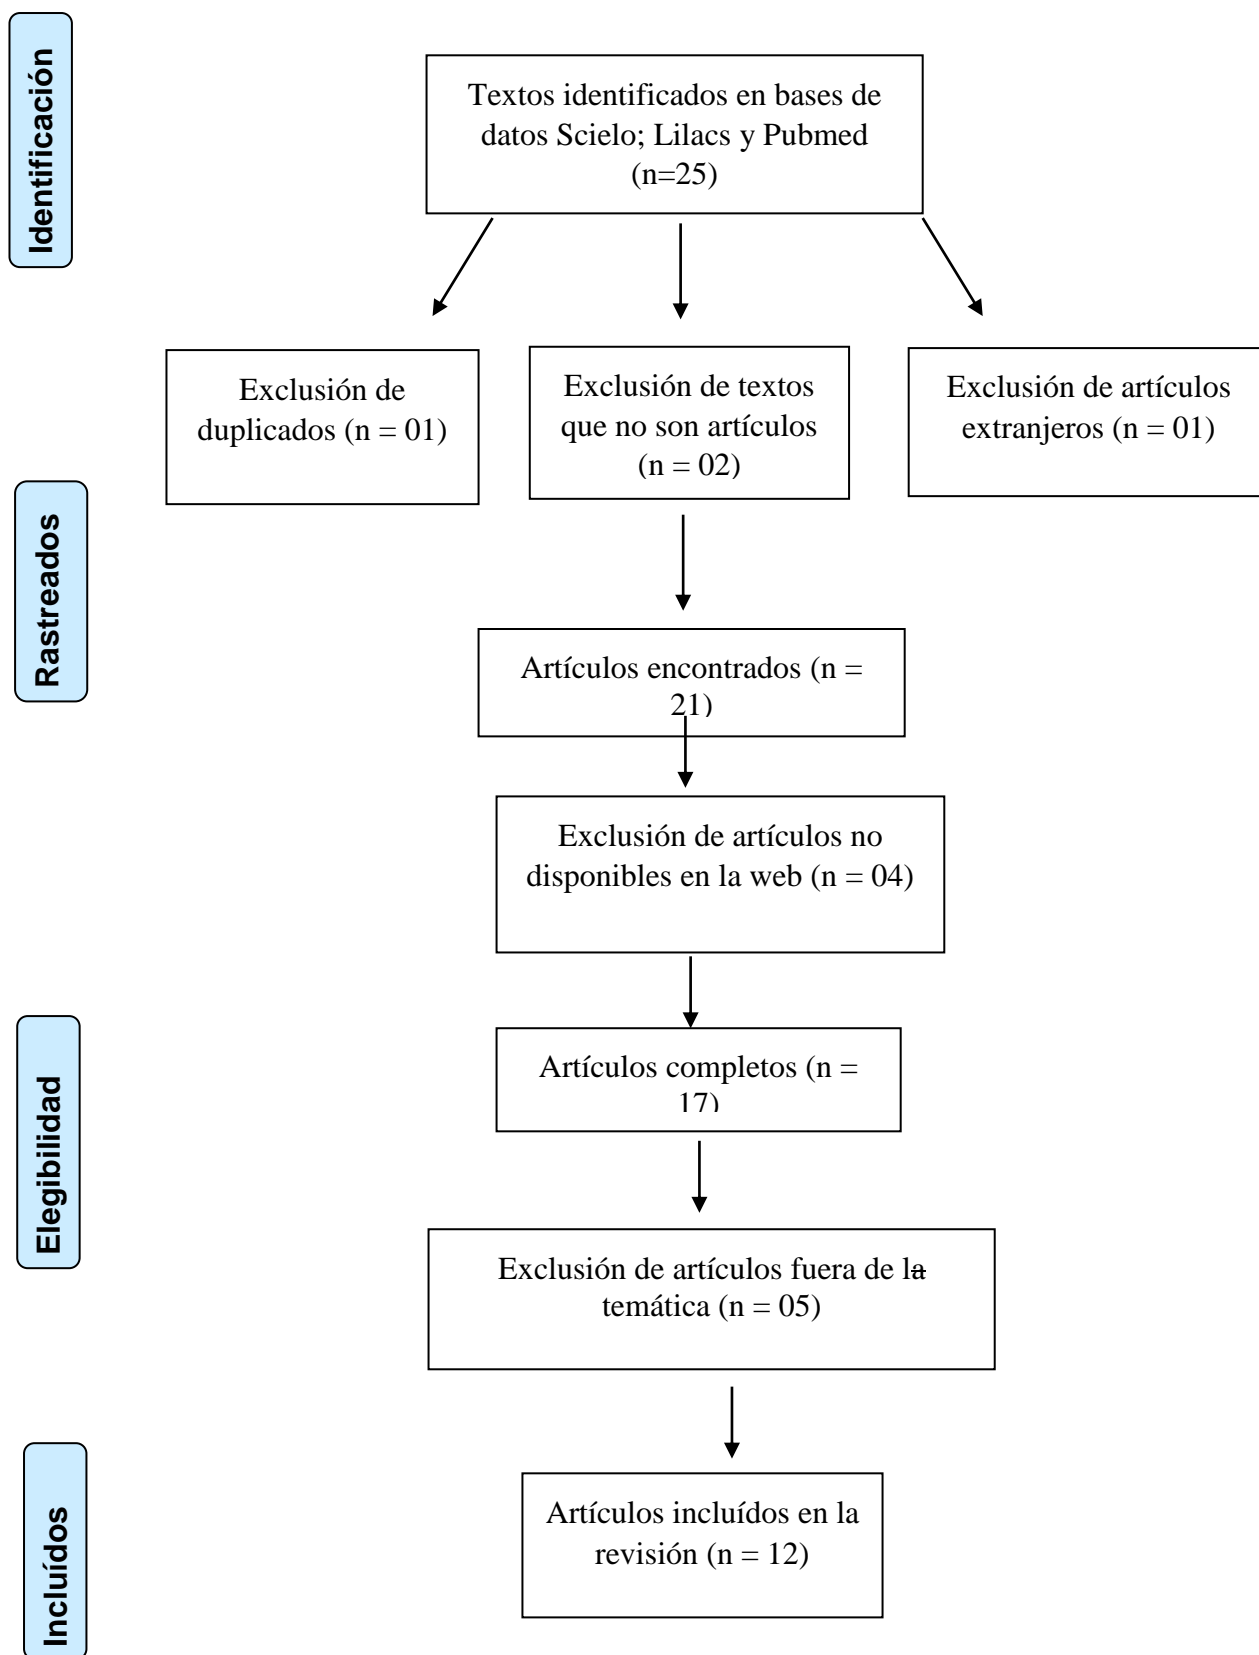 Identificación
Textos identificados en bases de
datos Scielo; Lilacs y Pubmed
(n=25)
Exclusión de
duplicados (n = 01)
Exclusión de textos
que no son artículos
(n = 02)
Exclusión de artículos
extranjeros (n = 01)
Rastreados
Artículos encontrados (n =
21)
Exclusión de artículos no
disponibles en la web (n = 04)
Elegibilidad
Artículos completos (n =
17)
Exclusión de artículos fuera de la
temática (n = 05)
Incluídos
Artículos incluídos en la
revisión (n = 12)